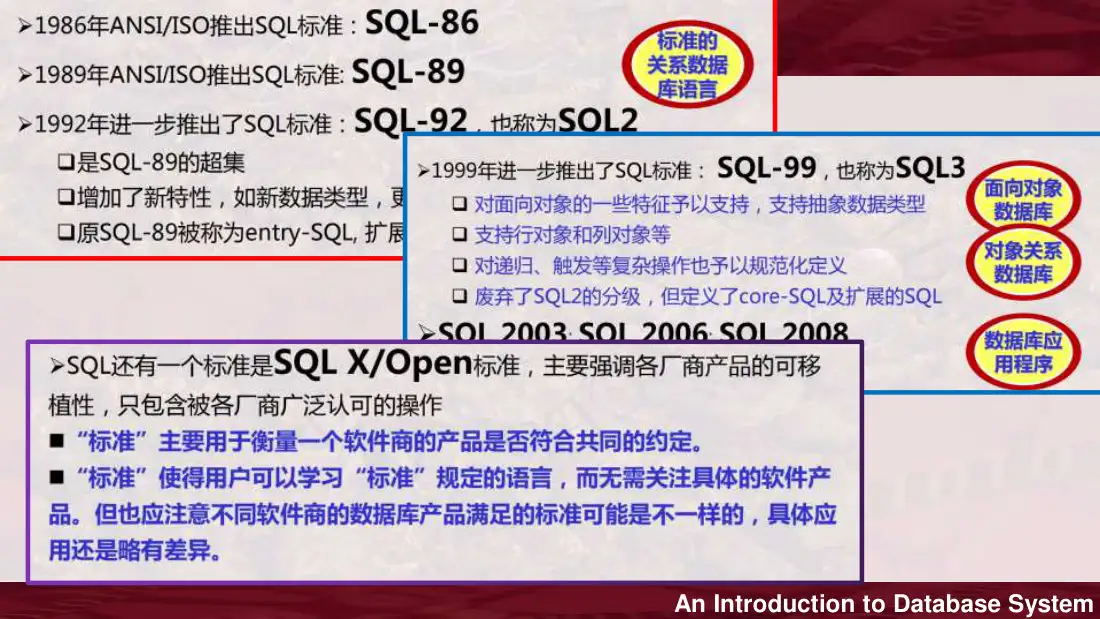 ➢1986年ANSI/ISO推出SQL标准：SQL-86
➢1989年ANSI/ISO推出SQL标准: SQL-89
标准的
关系数据
库语言
➢1992年进一步推出了SQL标准：SQL-92，也称为SQL2
❑是SQL-89的超集
❑增加了新特性，如新数据类型，更
❑原SQL-89被称为entry-SQL, 扩展
➢1999年进一步推出了SQL标准： SQL-99，也称为SQL3
❑ 对面向对象的一些特征予以支持，支持抽象数据类型
❑ 支持行对象和列对象等
❑ 对递归、触发等复杂操作也予以规范化定义
❑ 废弃了SQL2的分级，但定义了core-SQL及扩展的SQL
➢SQL 2003; SQL 2006; SQL 2008
面向对象
数据库
对象关系
数据库
数据库应
用程序
➢SQL还有一个标准是SQL X/Open标准，主要强调各厂商产品的可移
植性，只包含被各厂商广泛认可的操作
■ “标准”主要用于衡量一个软件商的产品是否符合共同的约定。
■ “标准”使得用户可以学习“标准”规定的语言，而无需关注具体的软件产
品。但也应注意不同软件商的数据库产品满足的标准可能是不一样的，具体应
用还是略有差异。
An Introduction to Database System